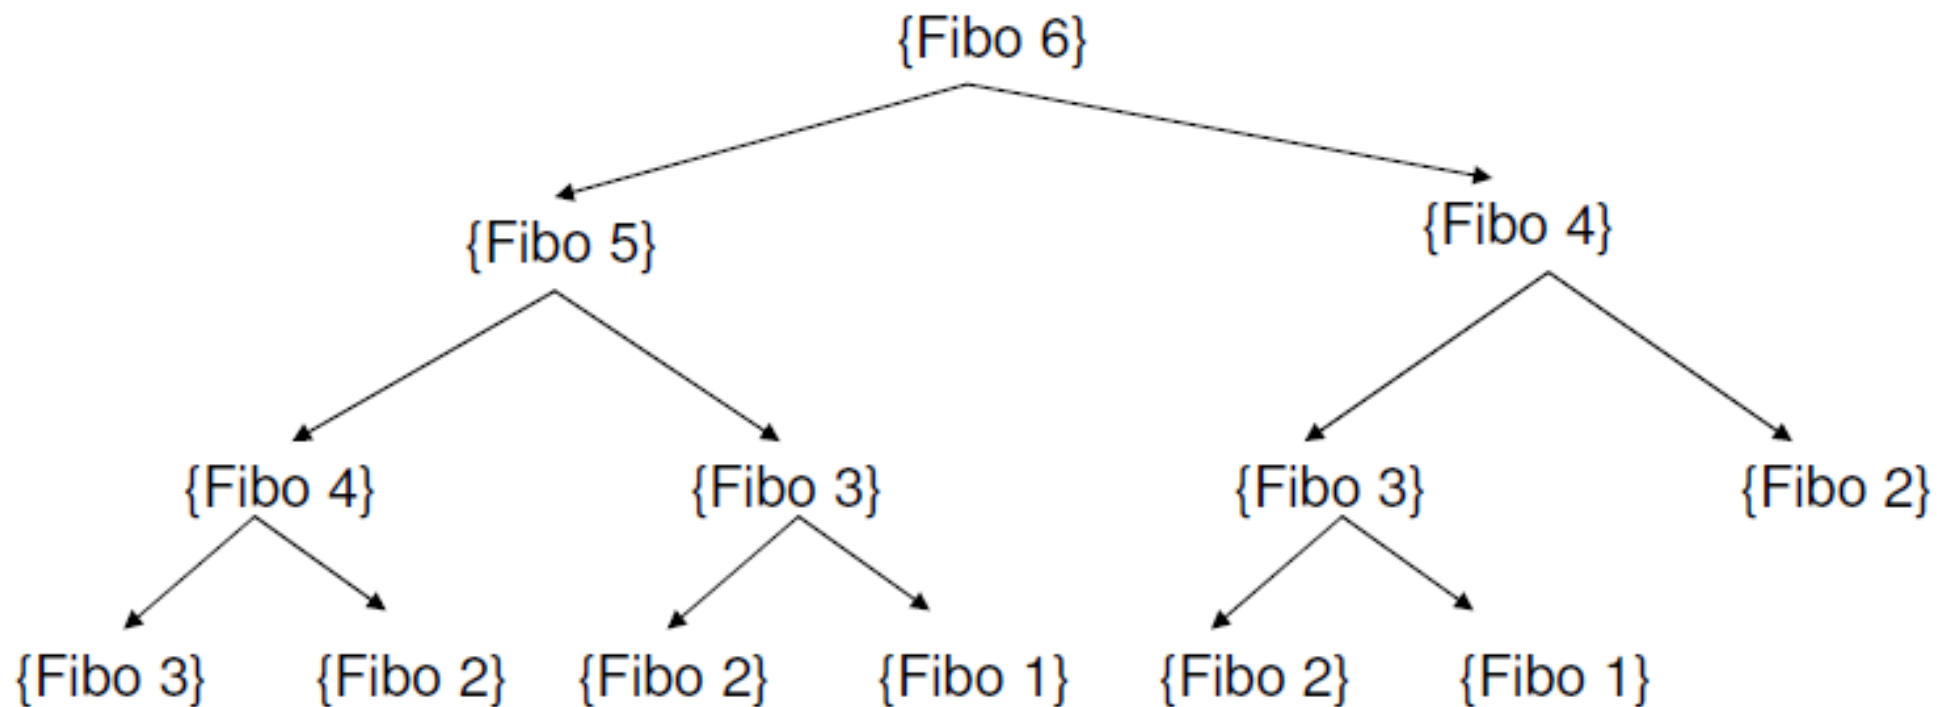 {Fibo 6}
{Fibo 5} {Fibo 4}
{Fibo 4} {Fibo 3} {Fibo 3} {Fibo 2}
{Fibo 3} {Fibo 2} {Fibo 2} {Fibo 1} {Fibo 2} {Fibo 1}